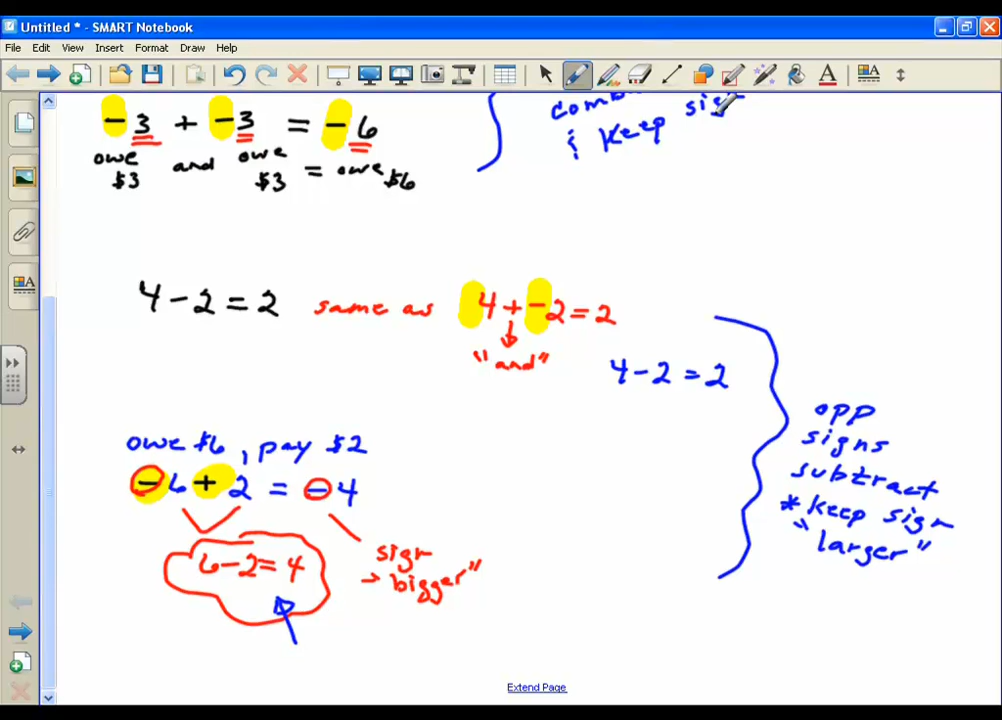 Untitled * - SMART Notebook
File Edit View Insert Format Draw Help
& keep
-3 + -3 = -6
owe $3 and owe $3 = owe $6
4 - 2 = 2 same as 4 + -2 = 2
"and"
4 - 2 = 2
opp
signs
subtract
* keep sign
"larger"
owe $6, pay $2
-6 + 2 = -4
6 - 2 = 4
sign
→ bigger"
Extend Page